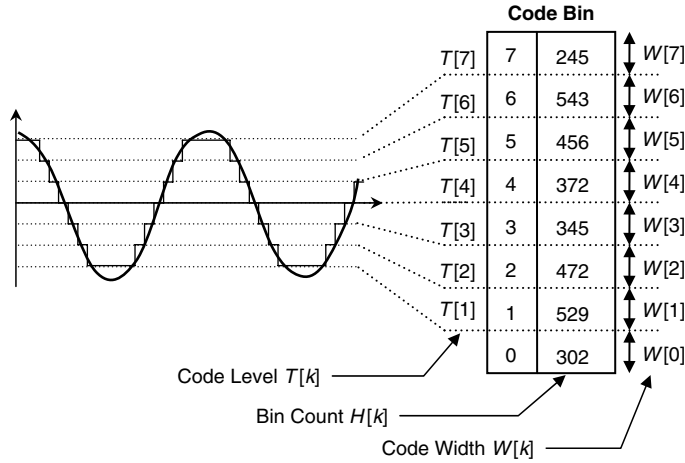 Code Bin
T[7] 7 245 W[7]
T[6] 6 543 W[6]
T[5] 5 456 W[5]
T[4] 4 372 W[4]
T[3] 3 345 W[3]
T[2] 2 472 W[2]
T[1] 1 529 W[1]
0 302 W[0]
Code Level T[k]
Bin Count H[k]
Code Width W[k]